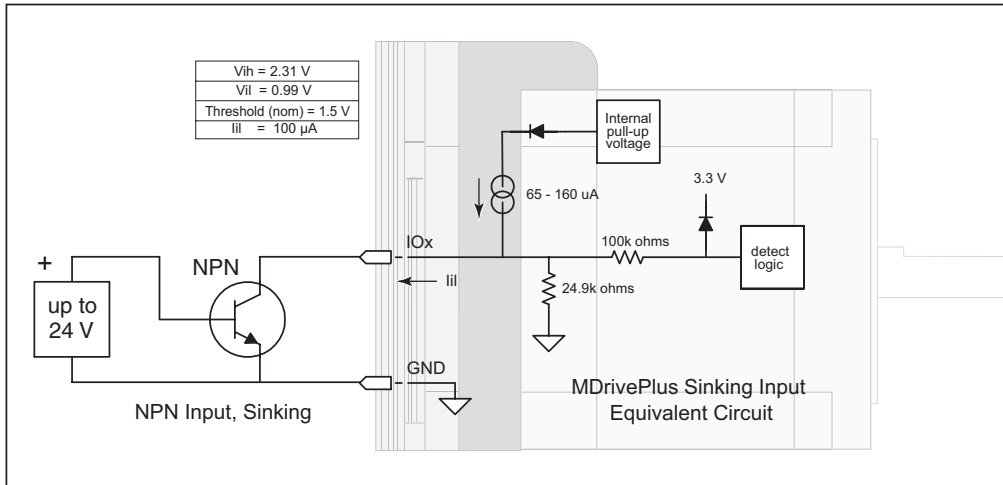 Vih = 2.31 V
Vil = 0.99 V
Threshold (nom) = 1.5 V
Iil = 100 µA
Internal
pull-up
voltage
65 - 160 uA
3.3 V
IOx
100k ohms
detect
logic
+
NPN
Iil
24.9k ohms
up to
24 V
GND
NPN Input, Sinking
MDrivePlus Sinking Input
Equivalent Circuit